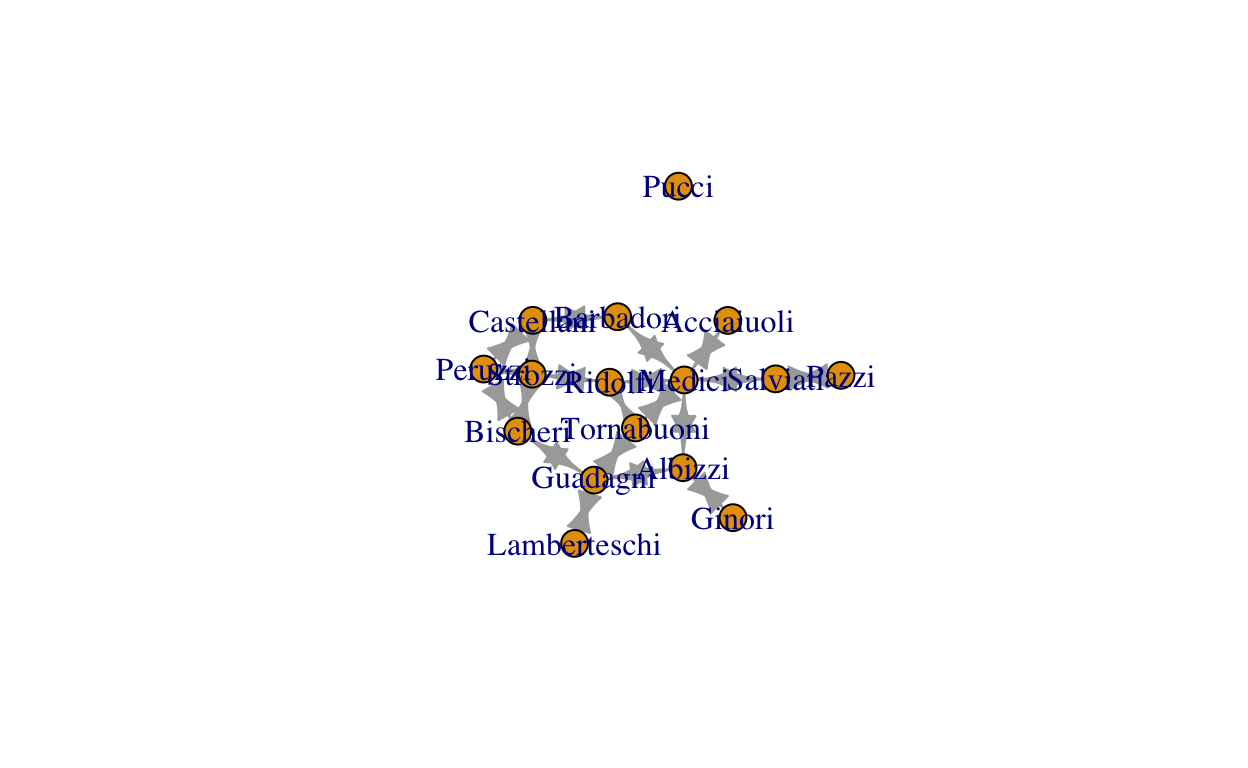 Pucci
Castellani
Barbadori
Acciaiuoli
Peruzzi
Strozzi
Ridolfi
Medici
Salviati
Pazzi
Bischeri
Tornabuoni
Guadagni
Albizzi
Ginori
Lamberteschi